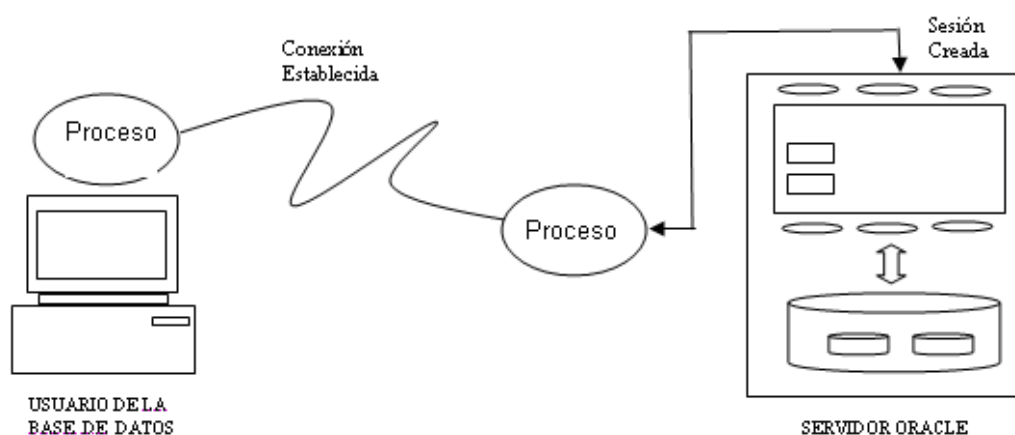 Conexión
Establecida
Sesión
Creada
Proceso
Proceso
USUARIO DE LA
BASE DE DATOS
SERVIDOR ORACLE